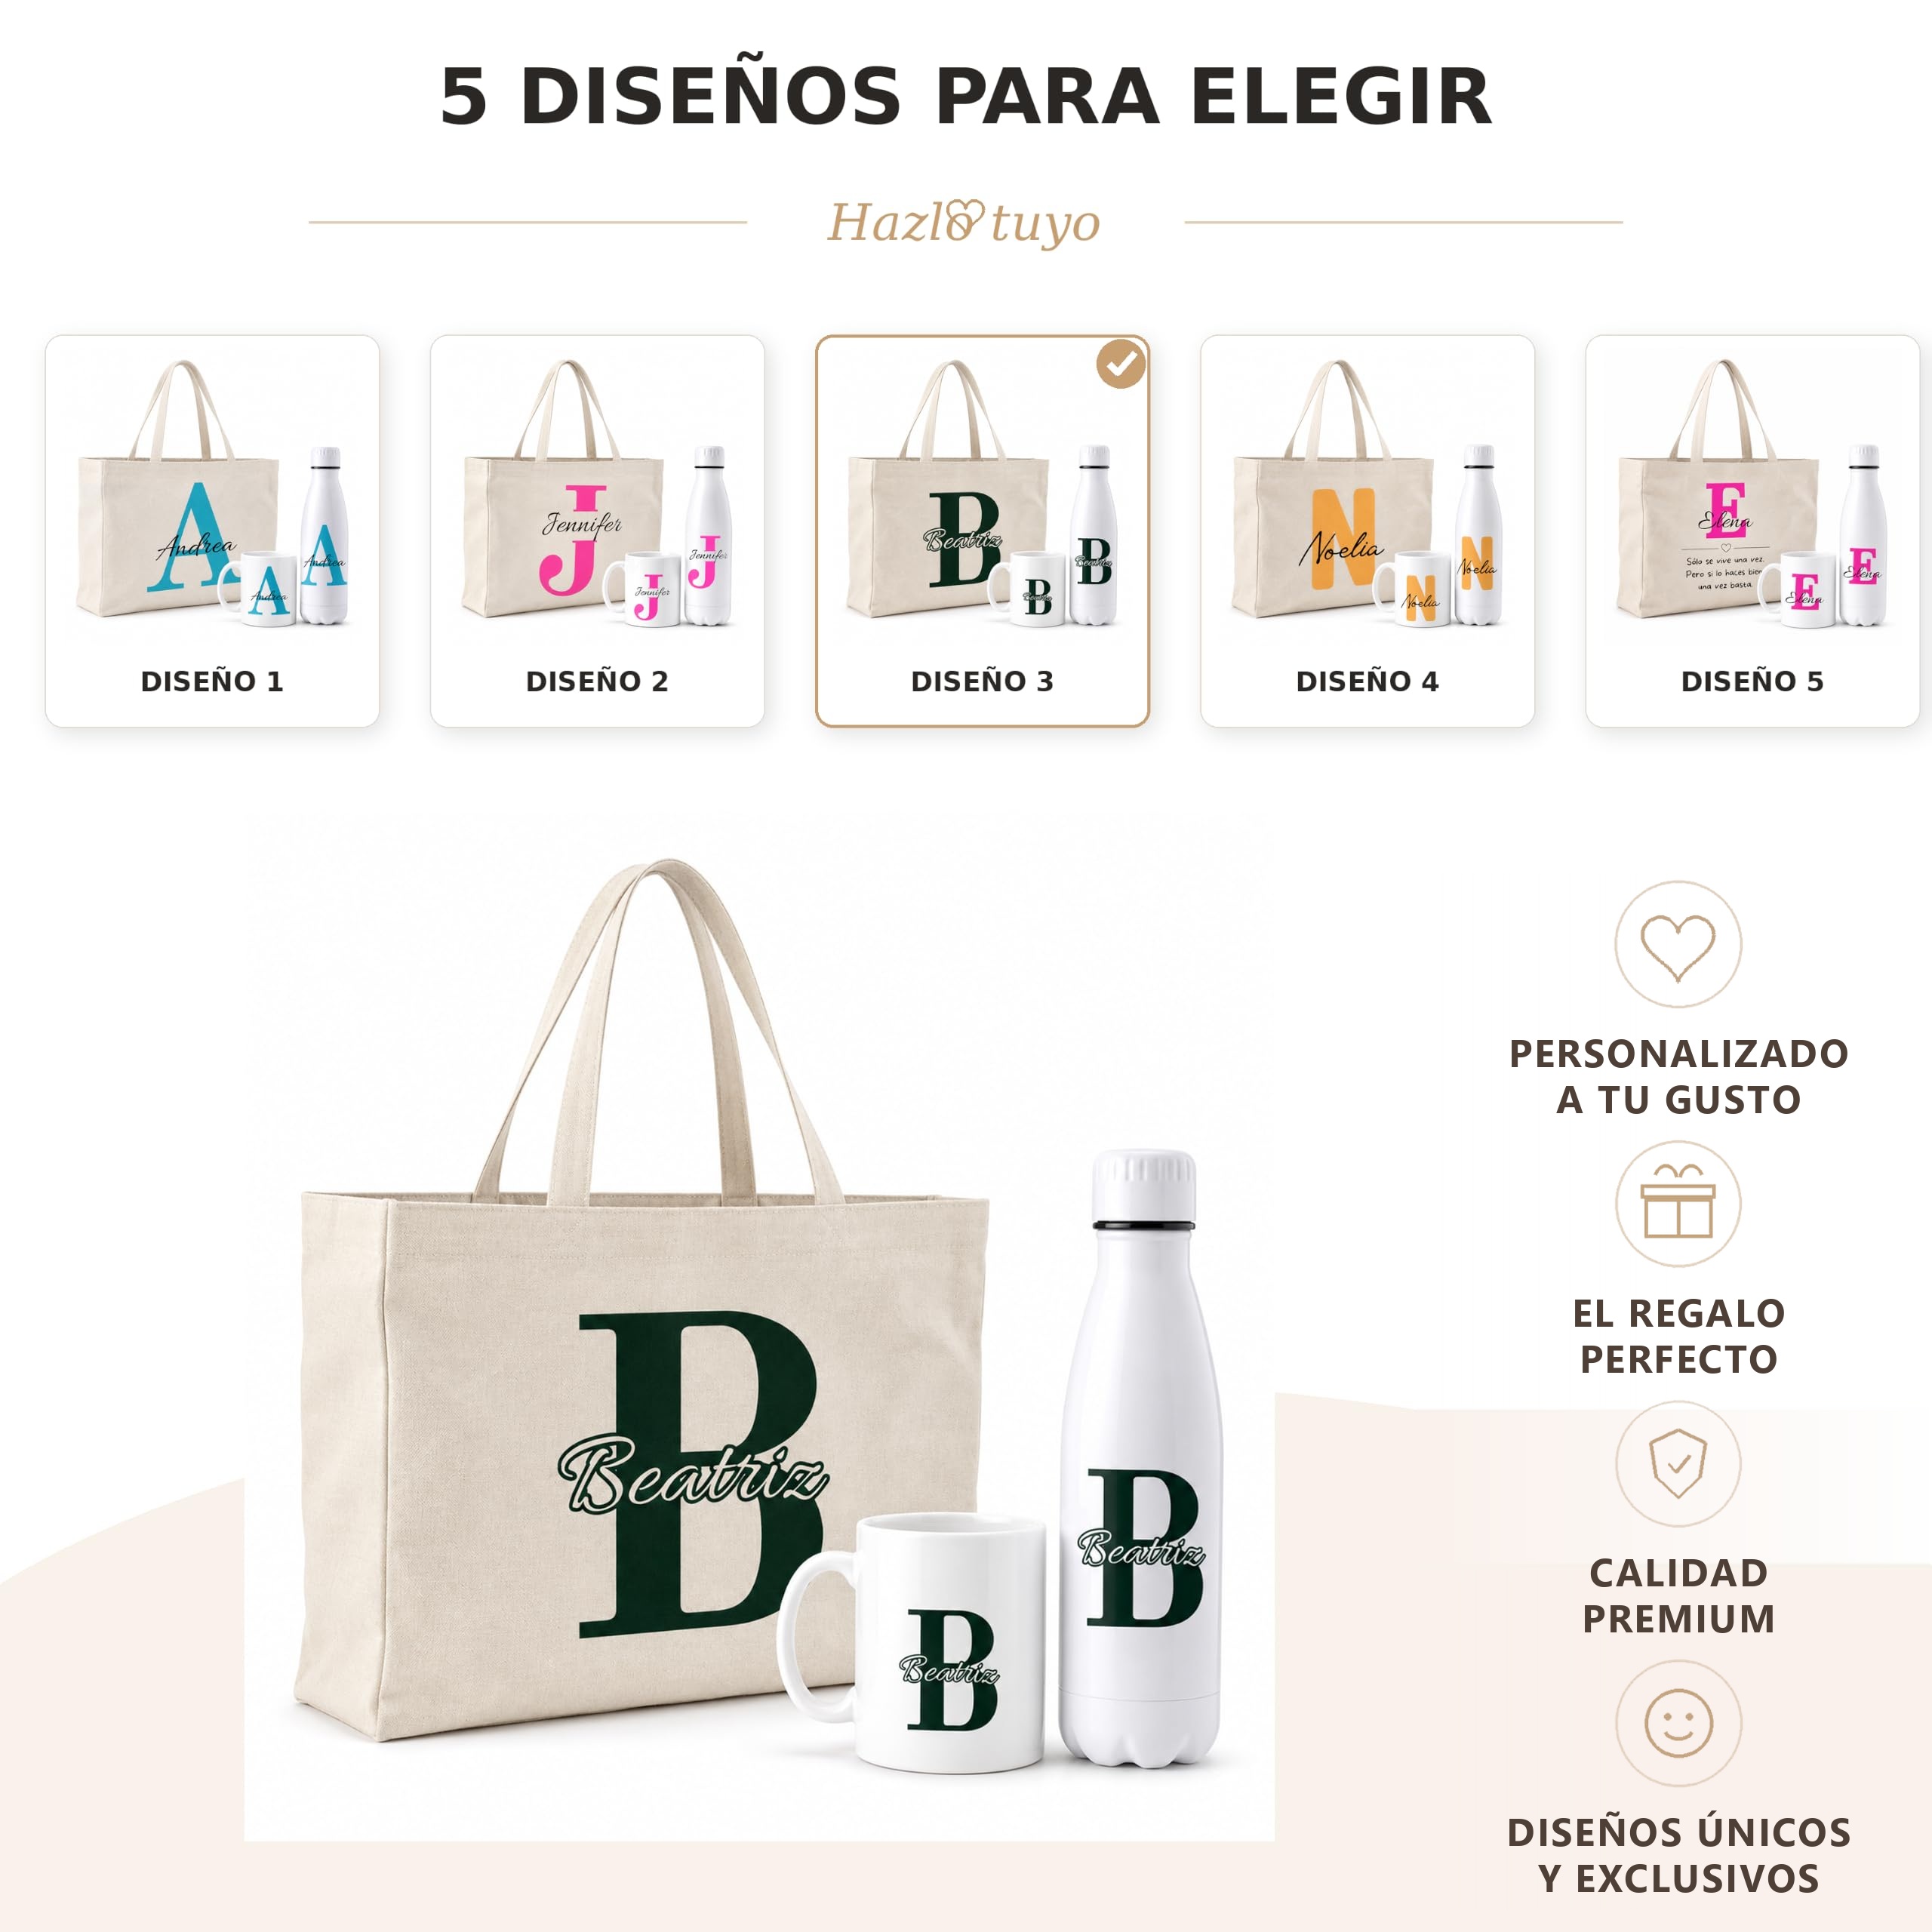 5 DISEÑOS PARA ELEGIR
Hazlo tuyo
Andrea
Andrea
Andrea
DISEÑO 1
Jennifer
Jennifer
Jennifer
DISEÑO 2
B
Beatriz
B
Beatriz
B
Beatriz
DISEÑO 3
N
Noelia
N
Noelia
N
Noelia
DISEÑO 4
E
Elena
Sólo se vive una vez.
Pero si lo haces bien
una vez basta.
E
Elena
E
Elena
DISEÑO 5
B
Beatriz
B
Beatriz
B
Beatriz
PERSONALIZADO
A TU GUSTO
EL REGALO
PERFECTO
CALIDAD
PREMIUM
DISEÑOS ÚNICOS
Y EXCLUSIVOS